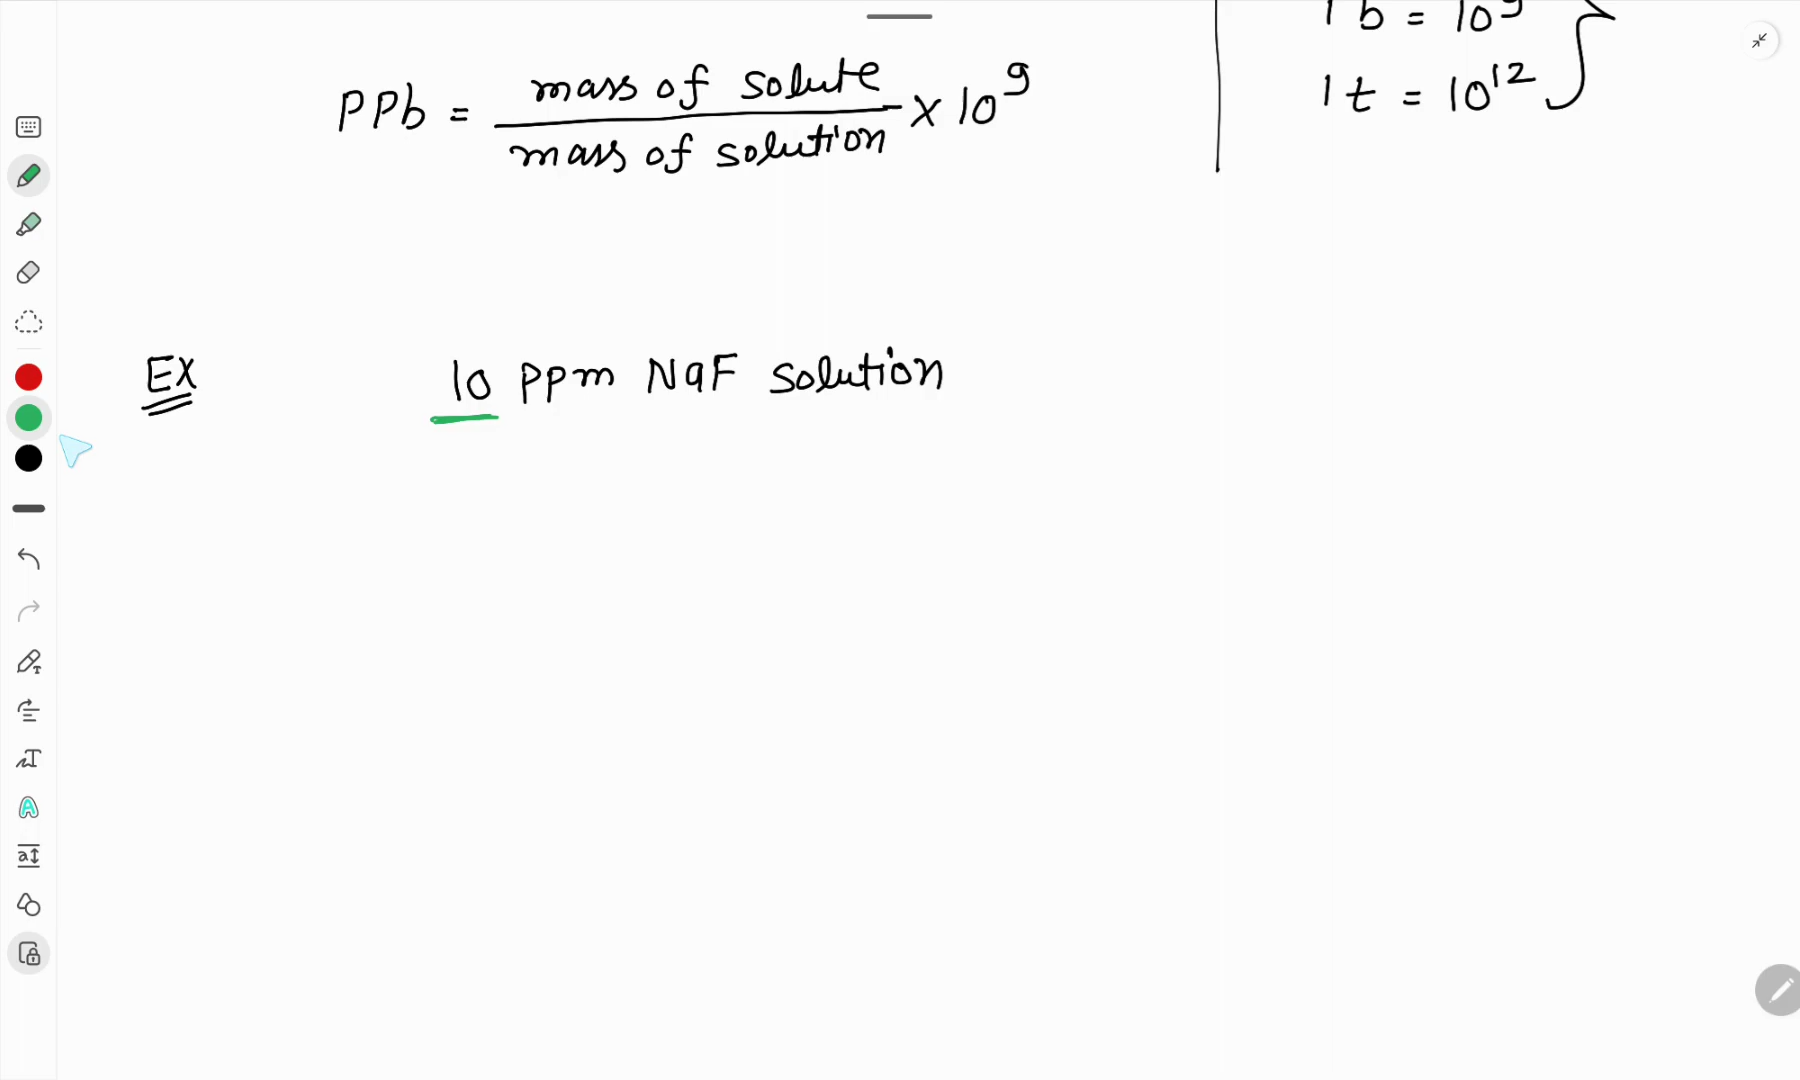 1 b = 10⁹
1 t = 10¹²
PPb = mass of solute / mass of solution × 10⁹
EX 10 ppm NaF solution